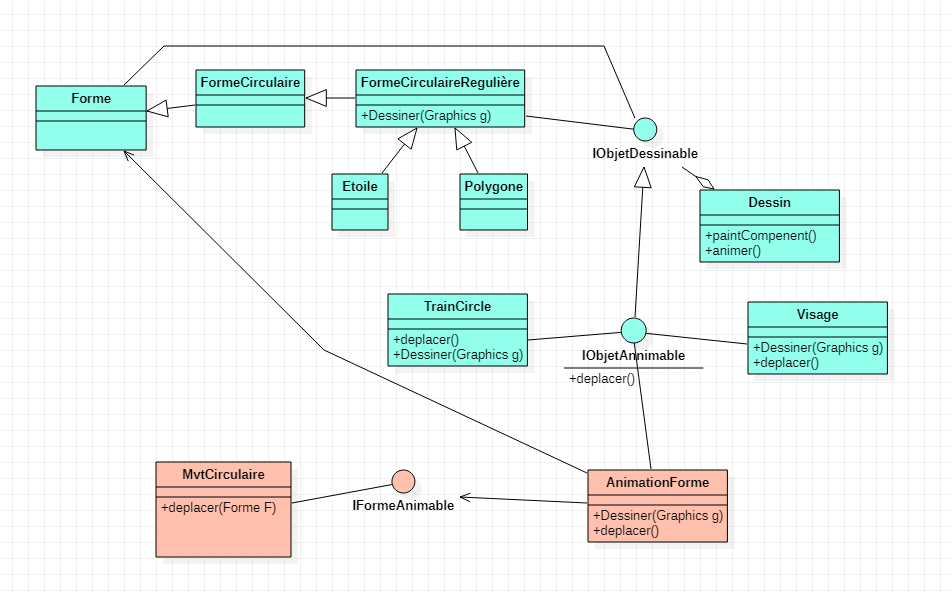 Forme
FormeCirculaire
FormeCirculaireRegulière
+Dessiner(Graphics g)
IObjetDessinable
Etoile
Polygone
Dessin
+paintCompenent()
+animer()
TrainCircle
+deplacer()
+Dessiner(Graphics g)
IObjetAnnimable
+deplacer()
Visage
+Dessiner(Graphics g)
+deplacer()
MvtCirculaire
+deplacer(Forme F)
IFormeAnimable
AnimationForme
+Dessiner(Graphics g)
+deplacer()